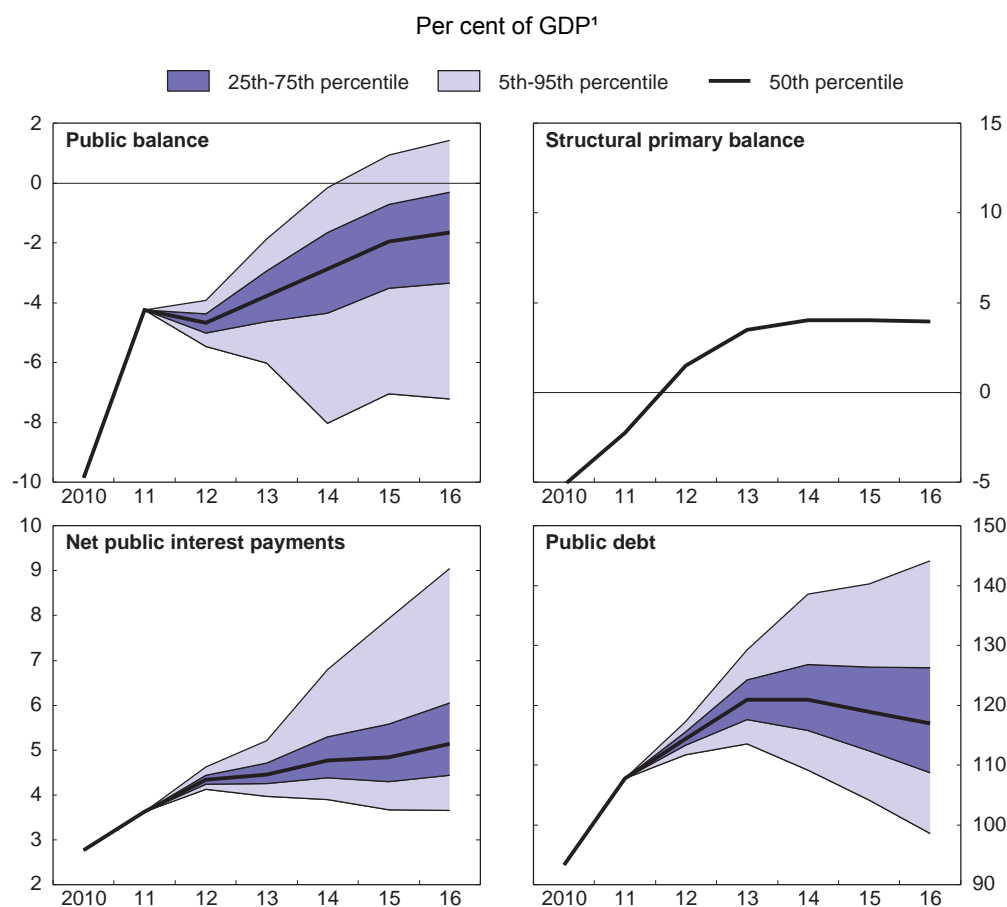 Per cent of GDP¹
25th-75th percentile 5th-95th percentile 50th percentile
Public balance
2
0
-2
-4
-6
-8
-10
2010 11 12 13 14 15 16
Structural primary balance
15
10
5
0
-5
2010 11 12 13 14 15 16
Net public interest payments
10
9
8
7
6
5
4
3
2
2010 11 12 13 14 15 16
Public debt
150
140
130
120
110
100
90
2010 11 12 13 14 15 16